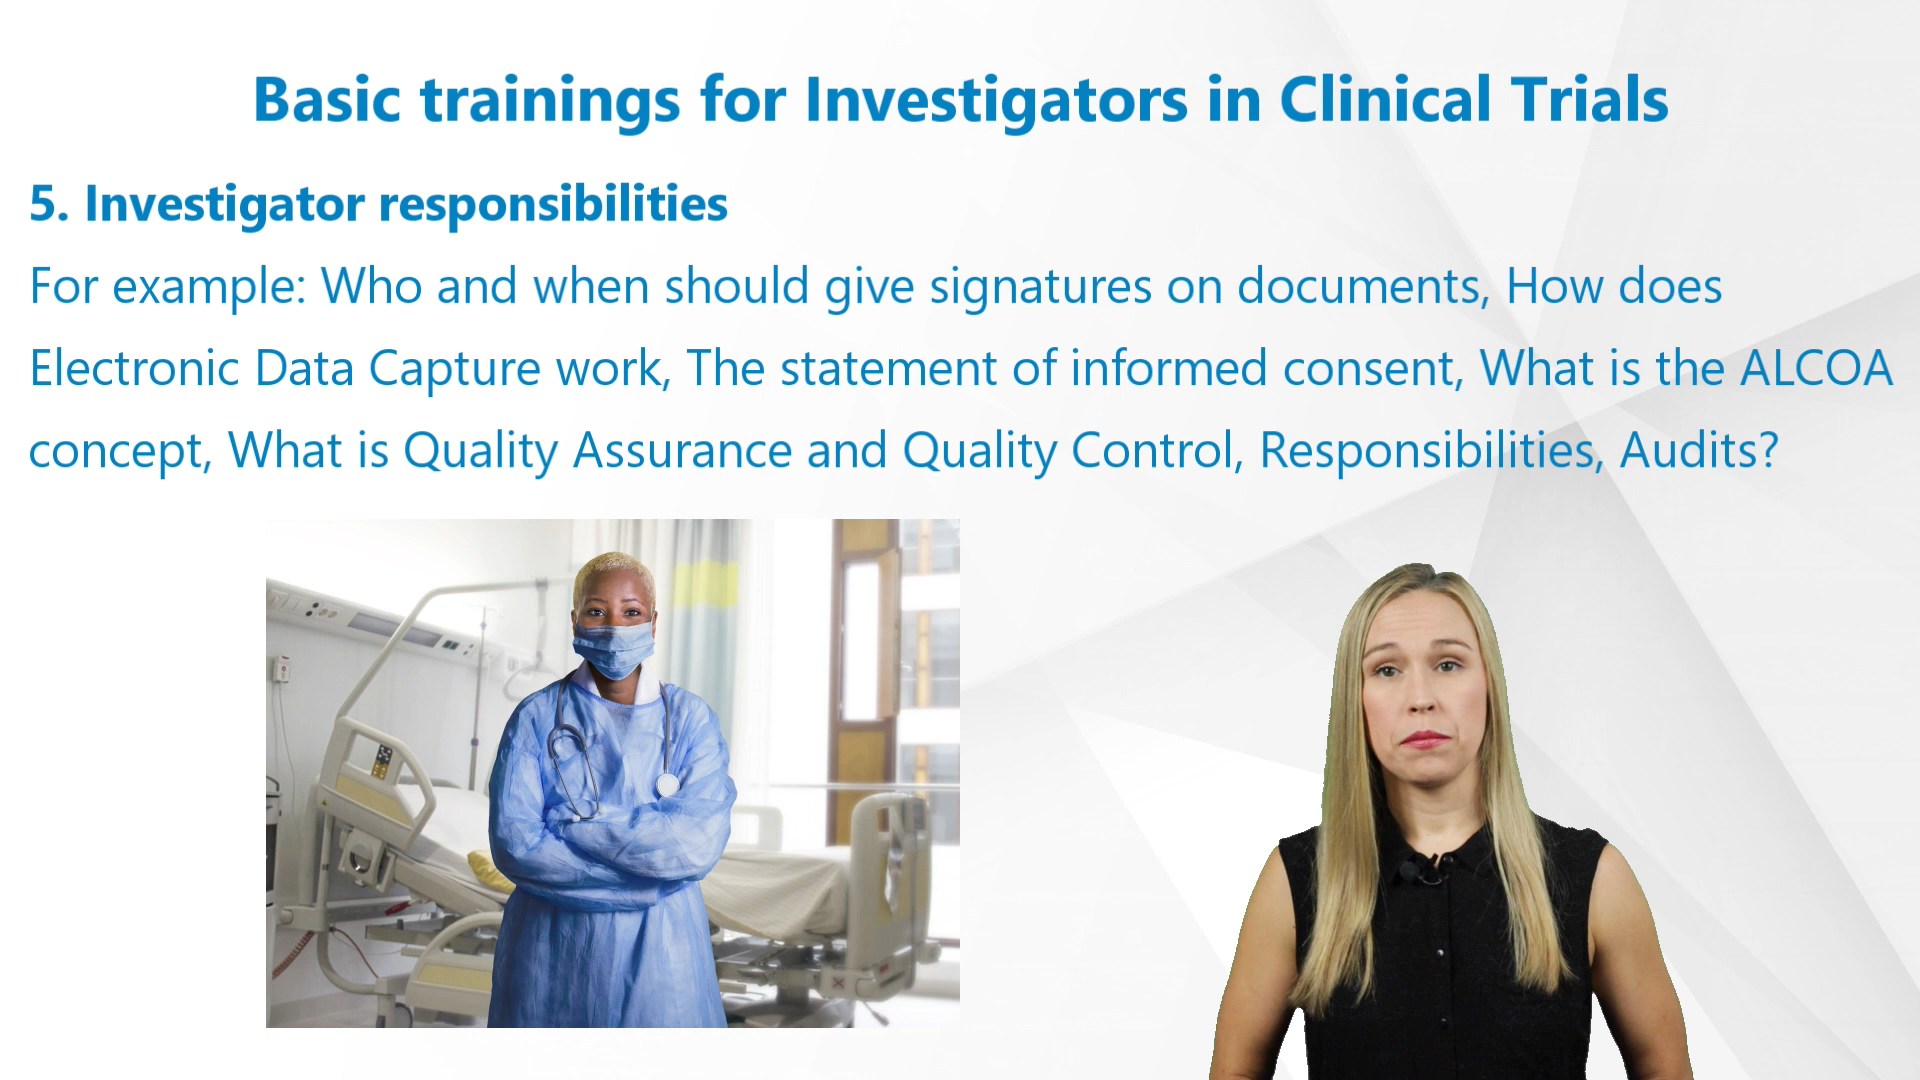 Basic trainings for Investigators in Clinical Trials
5. Investigator responsibilities
For example: Who and when should give signatures on documents, How does
Electronic Data Capture work, The statement of informed consent, What is the ALCOA
concept, What is Quality Assurance and Quality Control, Responsibilities, Audits?